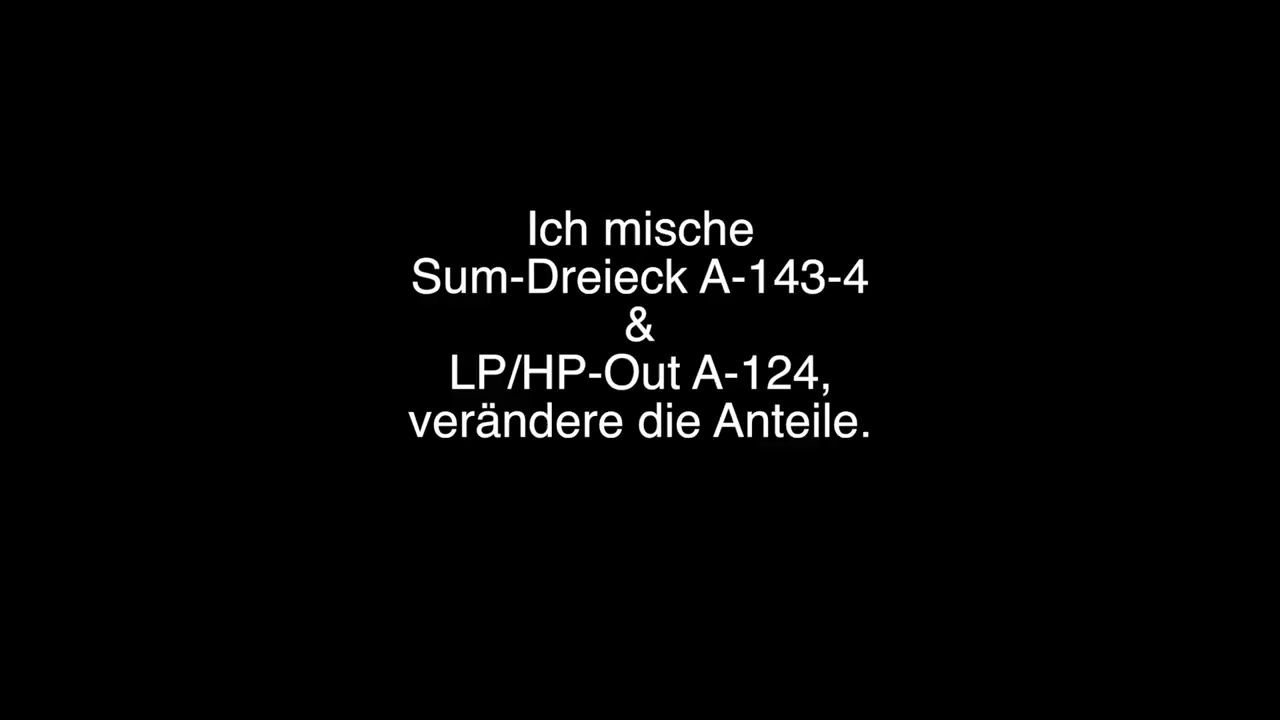 Ich mische
Sum-Dreieck A-143-4
&
LP/HP-Out A-124,
verändere die Anteile.